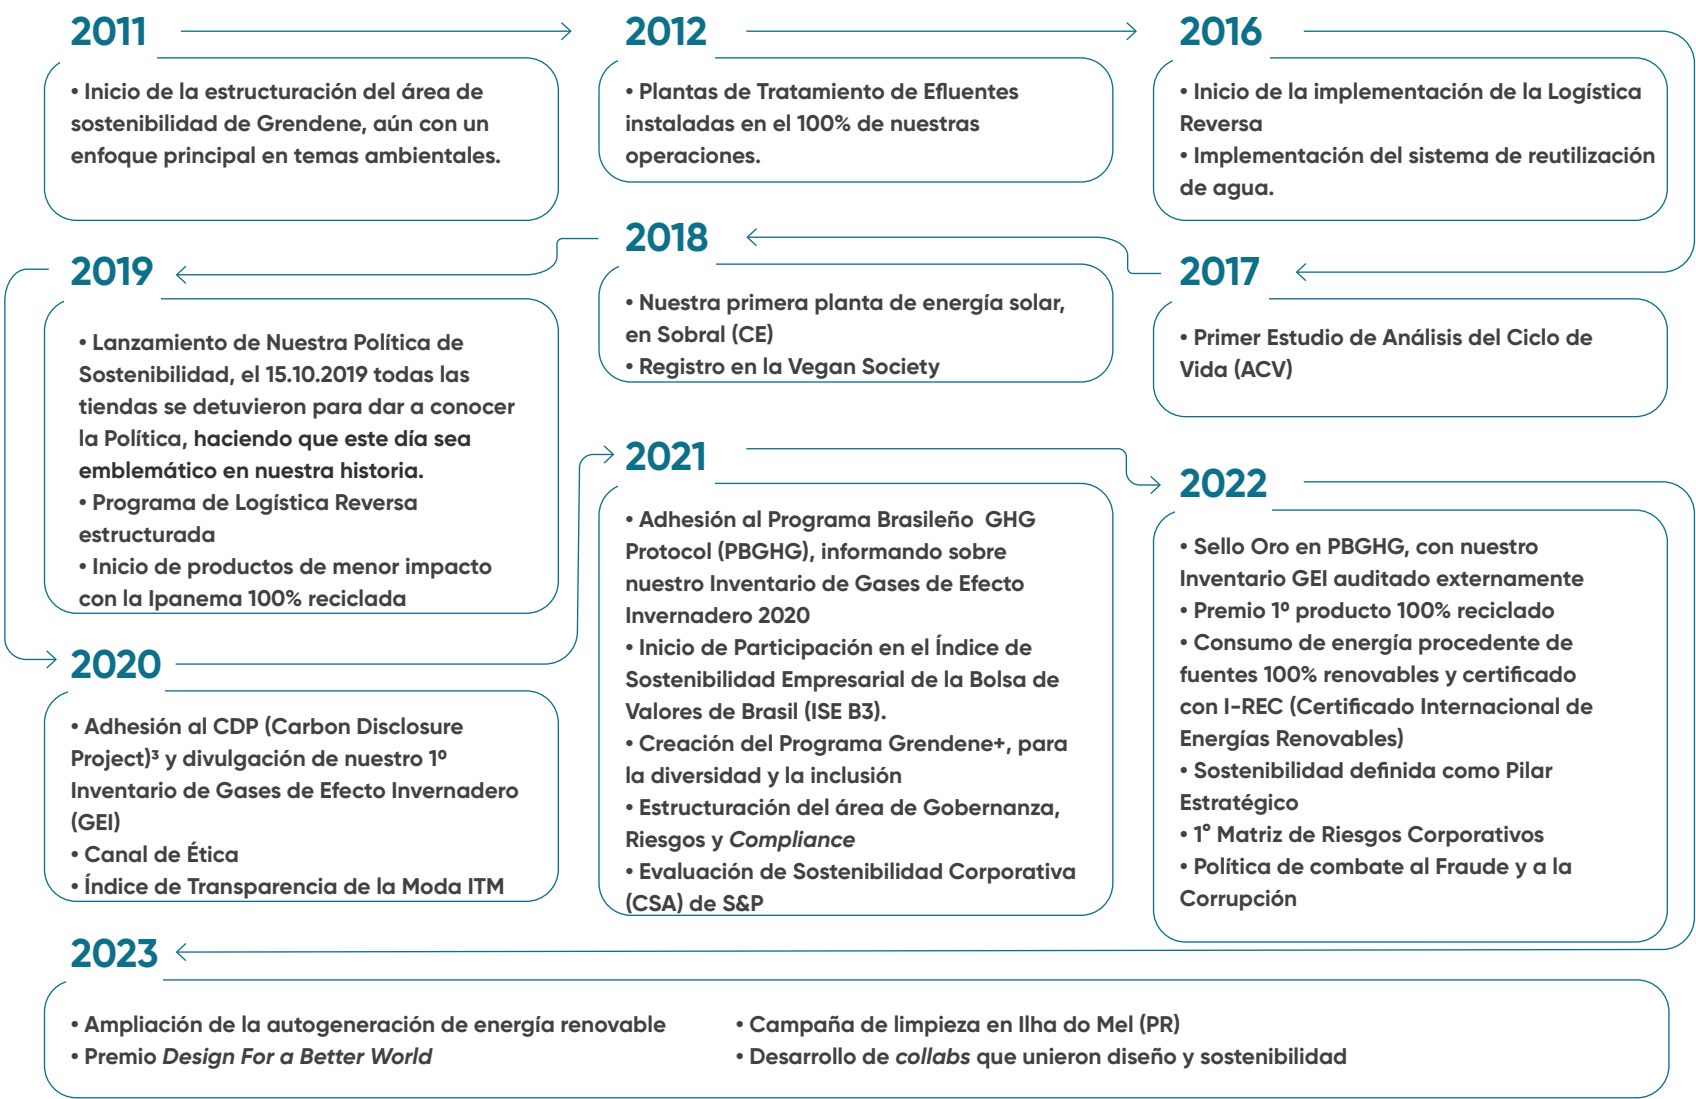 2011
• Inicio de la estructuración del área de
sostenibilidad de Grendene, aún con un
enfoque principal en temas ambientales.
2012
• Plantas de Tratamiento de Efluentes
instaladas en el 100% de nuestras
operaciones.
2016
• Inicio de la implementación de la Logística
Reversa
• Implementación del sistema de reutilización
de agua.
2017
• Primer Estudio de Análisis del Ciclo de
Vida (ACV)
2018
• Nuestra primera planta de energía solar,
en Sobral (CE)
• Registro en la Vegan Society
2019
• Lanzamiento de Nuestra Política de
Sostenibilidad, el 15.10.2019 todas las
tiendas se detuvieron para dar a conocer
la Política, haciendo que este día sea
emblemático en nuestra historia.
• Programa de Logística Reversa
estructurada
• Inicio de productos de menor impacto
con la Ipanema 100% reciclada
2020
• Adhesión al CDP (Carbon Disclosure
Project)³ y divulgación de nuestro 1º
Inventario de Gases de Efecto Invernadero
(GEI)
• Canal de Ética
• Índice de Transparencia de la Moda ITM
2021
• Adhesión al Programa Brasileño  GHG
Protocol (PBGHG), informando sobre
nuestro Inventario de Gases de Efecto
Invernadero 2020
• Inicio de Participación en el Índice de
Sostenibilidad Empresarial de la Bolsa de
Valores de Brasil (ISE B3).
• Creación del Programa Grendene+, para
la diversidad y la inclusión
• Estructuración del área de Gobernanza,
Riesgos y Compliance
• Evaluación de Sostenibilidad Corporativa
(CSA) de S&P
2022
• Sello Oro en PBGHG, con nuestro
Inventario GEI auditado externamente
• Premio 1º producto 100% reciclado
• Consumo de energía procedente de
fuentes 100% renovables y certificado
con I-REC (Certificado Internacional de
Energías Renovables)
• Sostenibilidad definida como Pilar
Estratégico
• 1° Matriz de Riesgos Corporativos
• Política de combate al Fraude y a la
Corrupción
2023
• Ampliación de la autogeneración de energía renovable
• Premio Design For a Better World
• Campaña de limpieza en Ilha do Mel (PR)
• Desarrollo de collabs que unieron diseño y sostenibilidad